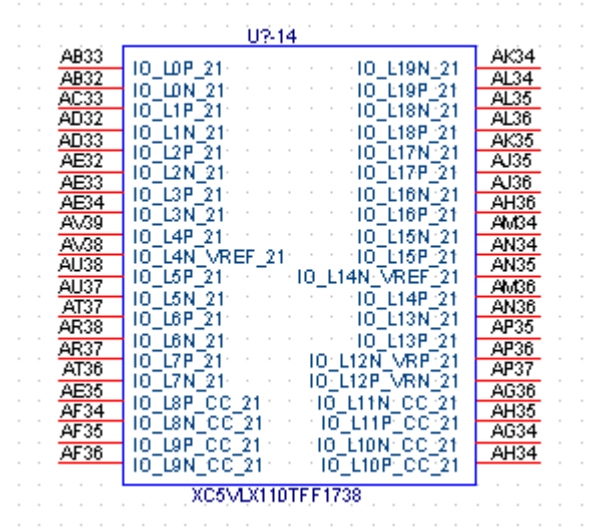 U?-14
AB33 IO_L0P_21 IO_L19N_21 AK34
AB32 IO_L0N_21 IO_L19P_21 AL34
AC33 IO_L1P_21 IO_L18N_21 AL35
AD32 IO_L1N_21 IO_L18P_21 AL36
AD33 IO_L2P_21 IO_L17N_21 AK35
AE32 IO_L2N_21 IO_L17P_21 AJ35
AE33 IO_L3P_21 IO_L16N_21 AJ36
AE34 IO_L3N_21 IO_L16P_21 AH36
AV39 IO_L4P_21 IO_L15N_21 AM34
AV38 IO_L4N_VREF_21 IO_L15P_21 AN34
AU38 IO_L5P_21 IO_L14N_VREF_21 AN35
AU37 IO_L5N_21 IO_L14P_21 AM36
AT37 IO_L6P_21 IO_L13N_21 AN36
AR38 IO_L6N_21 IO_L13P_21 AP35
AR37 IO_L7P_21 IO_L12N_VRP_21 AP36
AT36 IO_L7N_21 IO_L12P_VRN_21 AP37
AE35 IO_L8P_CC_21 IO_L11N_CC_21 AG36
AF34 IO_L8N_CC_21 IO_L11P_CC_21 AH35
AF35 IO_L9P_CC_21 IO_L10N_CC_21 AG34
AF36 IO_L9N_CC_21 IO_L10P_CC_21 AH34
XC5VLX110TFF1738